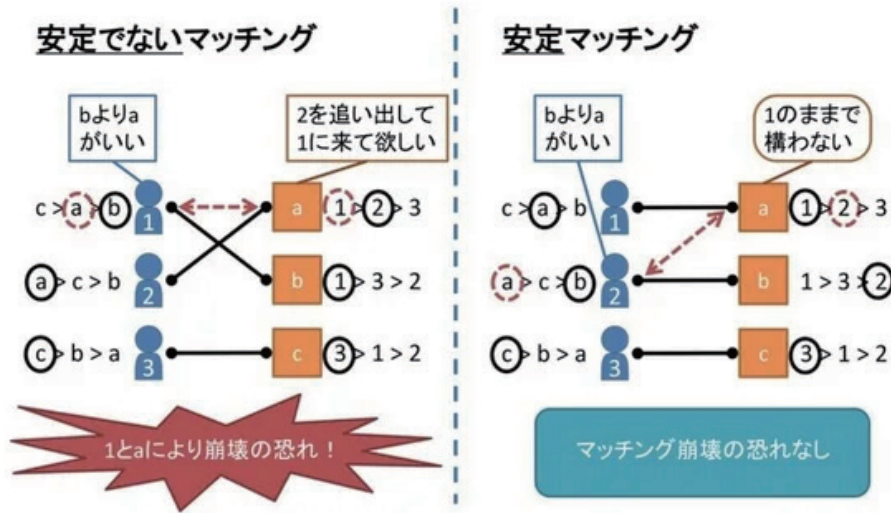 安定でないマッチング
bよりa
がいい
2を追い出して
1に来て欲しい
c > a > b
1
a
1 > 2 > 3
a > c > b
2
b
1 > 3 > 2
c > b > a
3
c
3 > 1 > 2
1とaにより崩壊の恐れ！
安定マッチング
bよりa
がいい
1のままで
構わない
c > a > b
1
a
1 > 2 > 3
a > c > b
2
b
1 > 3 > 2
c > b > a
3
c
3 > 1 > 2
マッチング崩壊の恐れなし